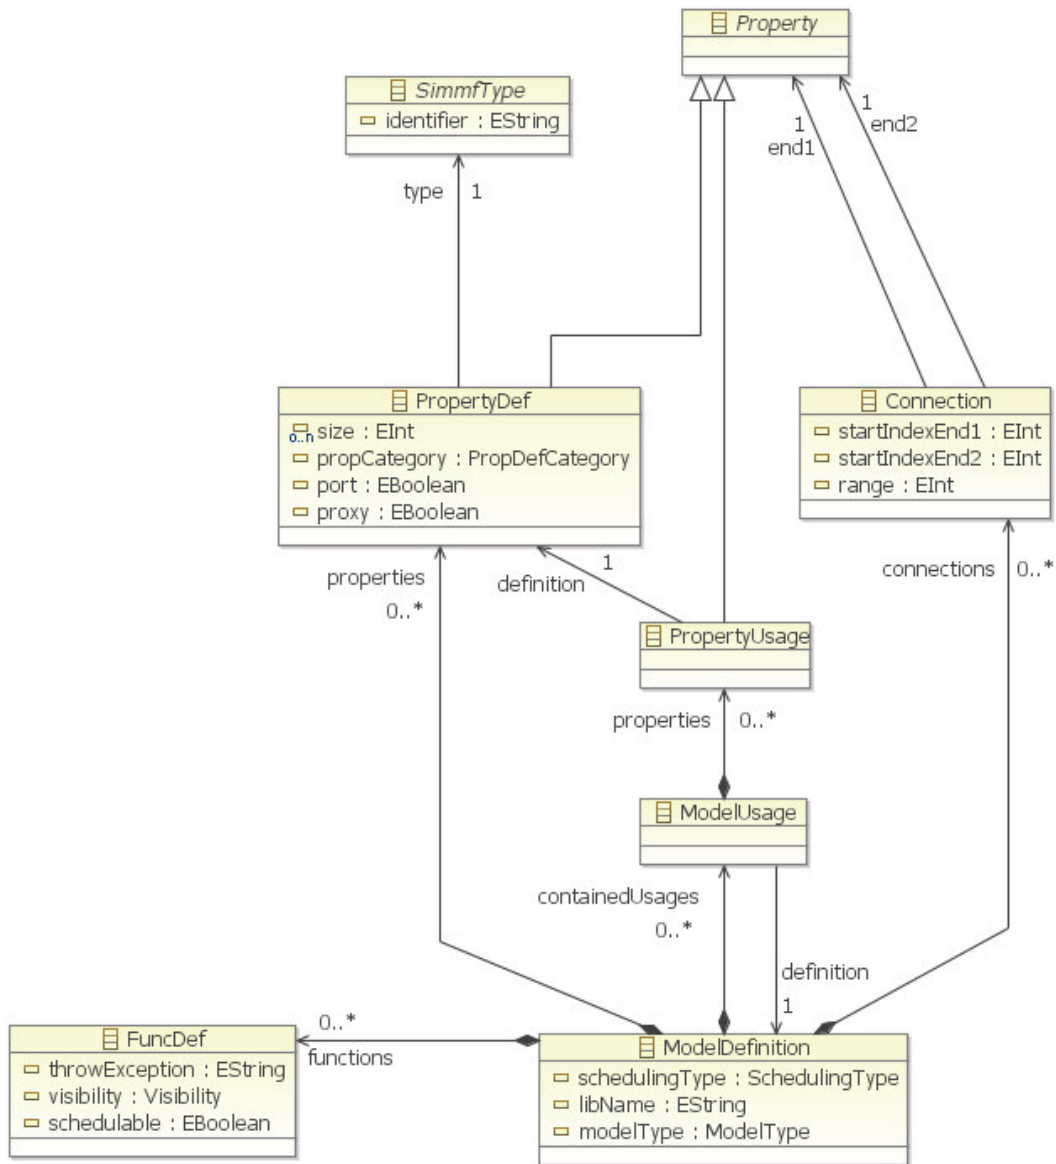 Property
SimmfType
identifier : EString
1
end1
1
end2
type 1
PropertyDef
0..n size : EInt
propCategory : PropDefCategory
port : EBoolean
proxy : EBoolean
Connection
startIndexEnd1 : EInt
startIndexEnd2 : EInt
range : EInt
properties
0..*
1
definition
connections 0..*
PropertyUsage
properties 0..*
ModelUsage
containedUsages
0..*
definition
1
FuncDef
throwException : EString
visibility : Visibility
schedulable : EBoolean
0..*
functions
ModelDefinition
schedulingType : SchedulingType
libName : EString
modelType : ModelType